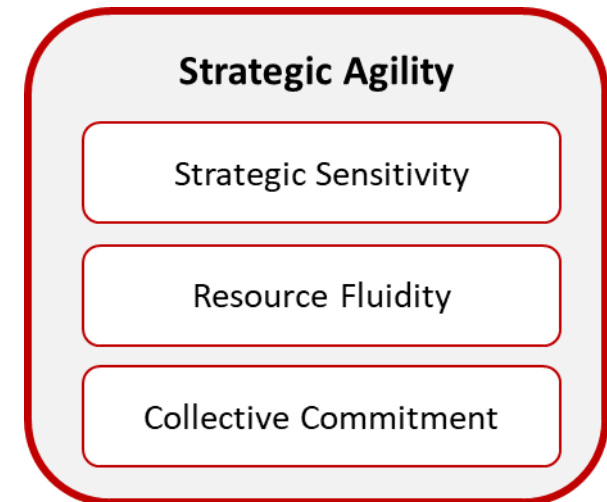 Strategic Agility
Strategic Sensitivity
Resource Fluidity
Collective Commitment